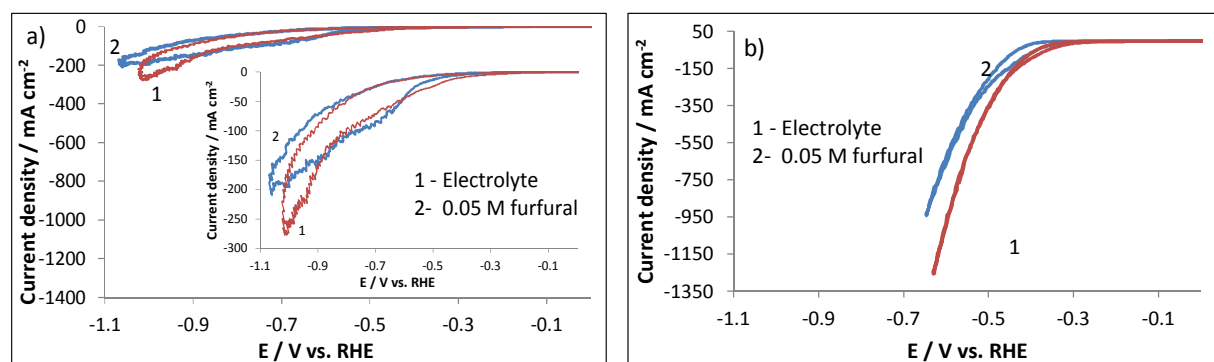 a)
0
-200
-400
-600
-800
-1000
-1200
-1400
Current density / mA cm-2
-1.1 -0.9 -0.7 -0.5 -0.3 -0.1
E / V vs. RHE
2
1
0
-50
-100
-150
-200
-250
-300
Current density / mA cm-2
-1.1 -0.9 -0.7 -0.5 -0.3 -0.1
E / V vs. RHE
2
1
1 - Electrolyte
2- 0.05 M furfural
b)
50
-150
-350
-550
-750
-950
-1150
-1350
Current density / mA cm-2
-1.1 -0.9 -0.7 -0.5 -0.3 -0.1
E / V vs. RHE
2
1 - Electrolyte
2- 0.05 M furfural
1